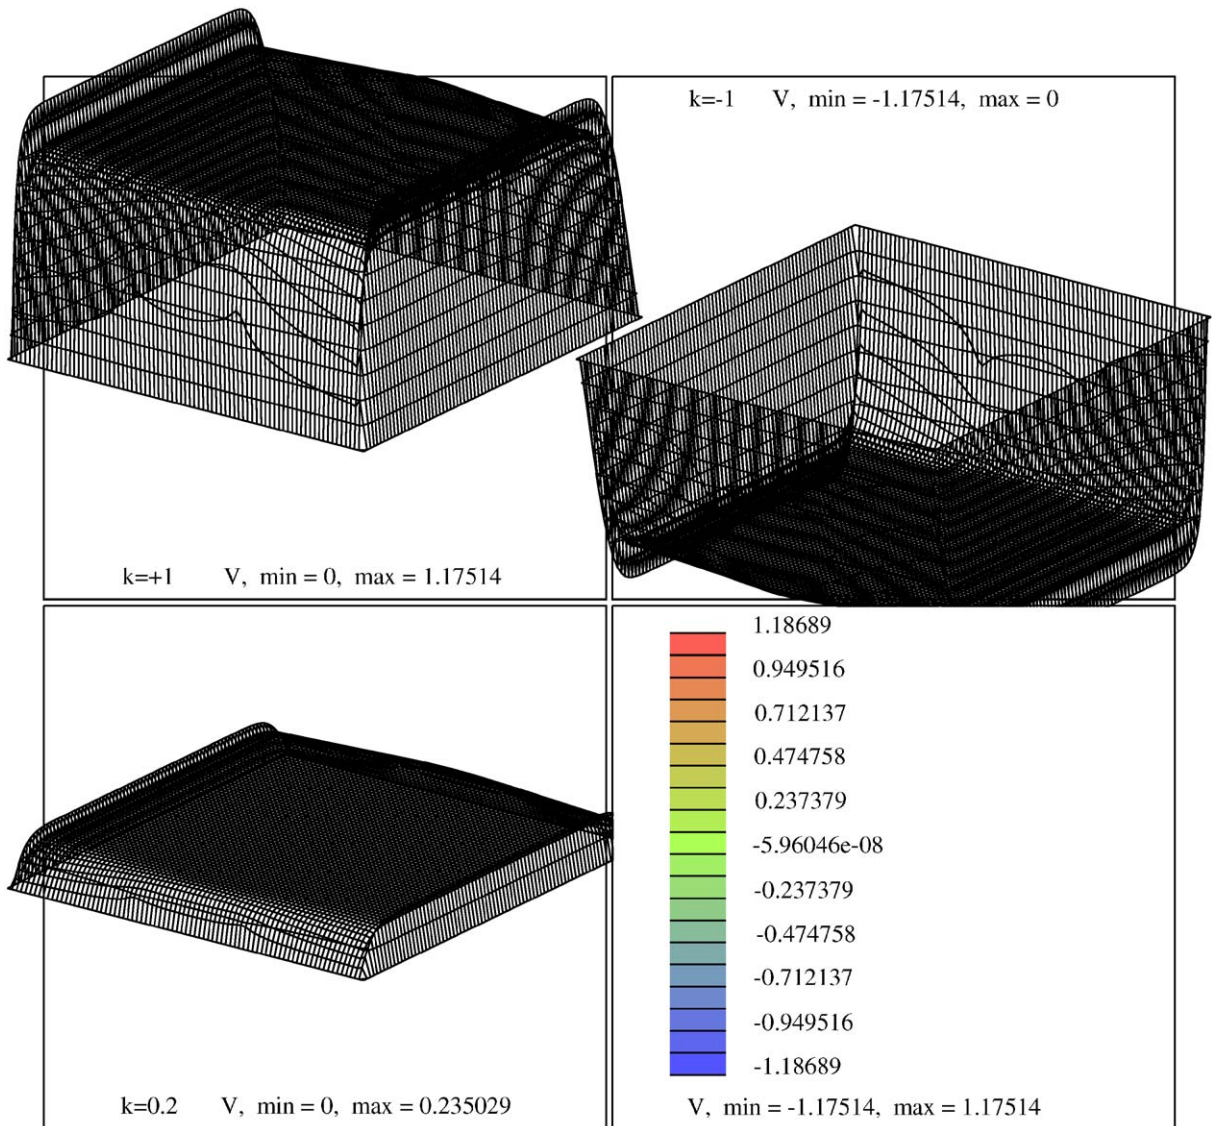 k=-1 V, min = -1.17514, max = 0
k=+1 V, min = 0, max = 1.17514
1.18689
0.949516
0.712137
0.474758
0.237379
-5.96046e-08
-0.237379
-0.474758
-0.712137
-0.949516
-1.18689
k=0.2 V, min = 0, max = 0.235029
V, min = -1.17514, max = 1.17514